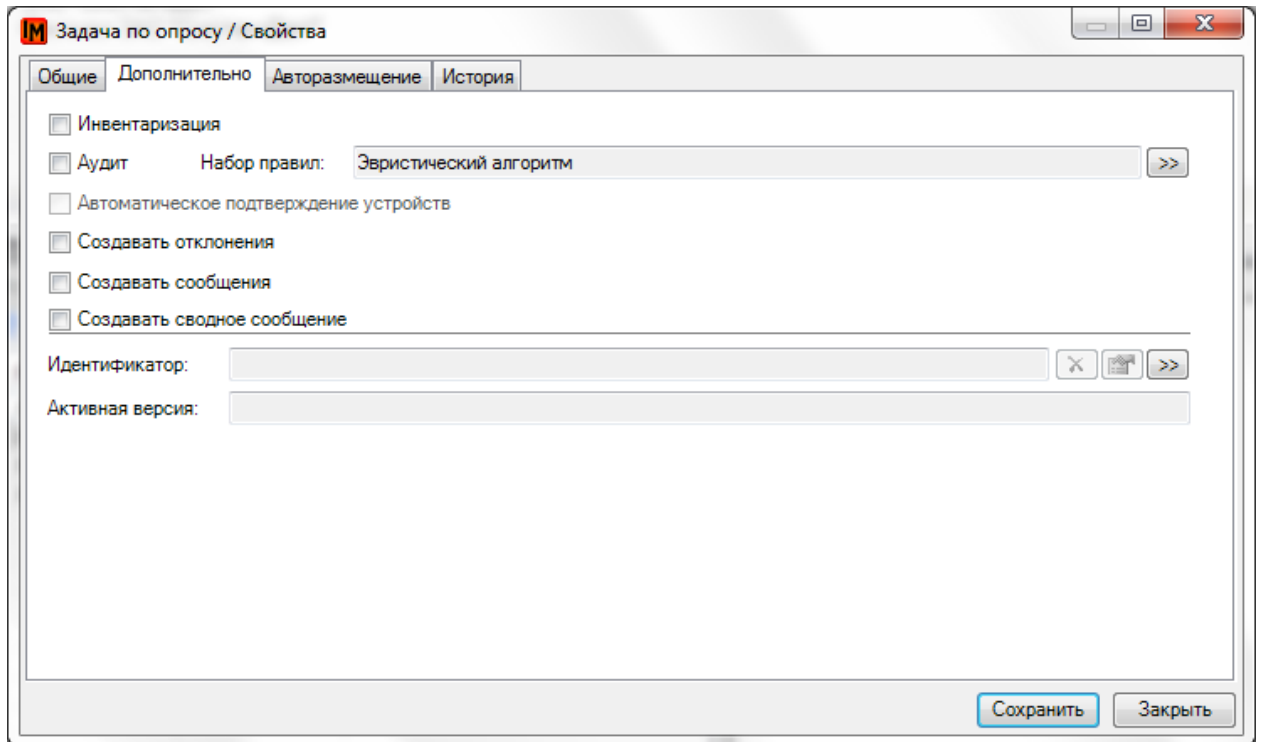 IM Задача по опросу / Свойства
Общие Дополнительно Авторазмещение История
Инвентаризация
Аудит Набор правил: Эвристический алгоритм >>
Автоматическое подтверждение устройств
Создавать отклонения
Создавать сообщения
Создавать сводное сообщение
Идентификатор: >>
Активная версия:
Сохранить Закрыть